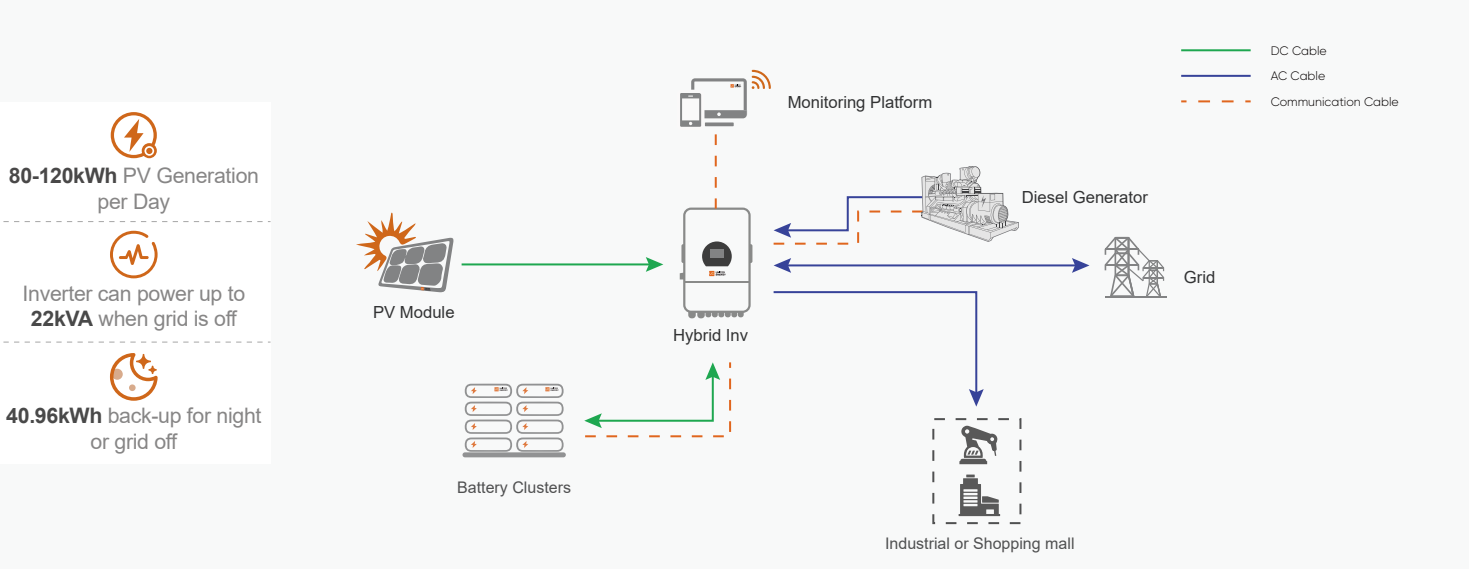 DC Cable
AC Cable
Communication Cable
Monitoring Platform
80-120kWh PV Generation
per Day
Inverter can power up to
22kVA when grid is off
40.96kWh back-up for night
or grid off
PV Module
Hybrid Inv
Diesel Generator
Grid
Battery Clusters
Industrial or Shopping mall